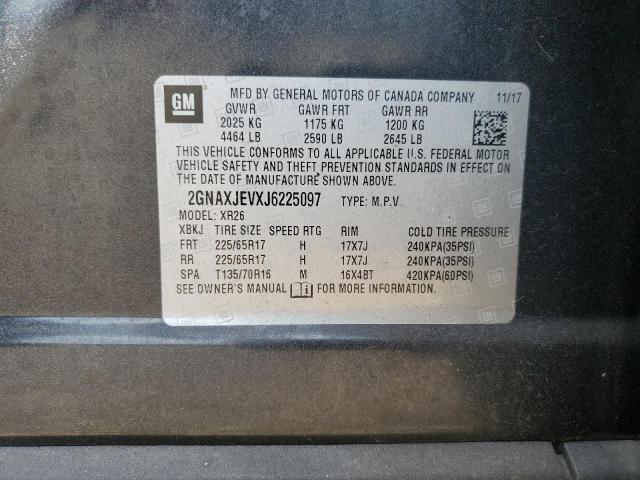 GM
MFD BY GENERAL MOTORS OF CANADA COMPANY 11/17
GVWR GAWR FRT GAWR RR
2025 KG 1175 KG 1200 KG
4464 LB 2590 LB 2645 LB
THIS VEHICLE CONFORMS TO ALL APPLICABLE U.S. FEDERAL MOTOR
VEHICLE SAFETY AND THEFT PREVENTION STANDARDS IN EFFECT ON
THE DATE OF MANUFACTURE SHOWN ABOVE.
2GNAXJEVXJ6225097 TYPE: M.P.V
MODEL: XR26
XBKJ TIRE SIZE SPEED RTG RIM COLD TIRE PRESSURE
FRT 225/65R17 H 17X7J 240KPA(35PSI)
RR 225/65R17 H 17X7J 240KPA(35PSI)
SPA T135/70R16 M 16X4BT 420KPA(60PSI)
SEE OWNER'S MANUAL i FOR MORE INFORMATION.